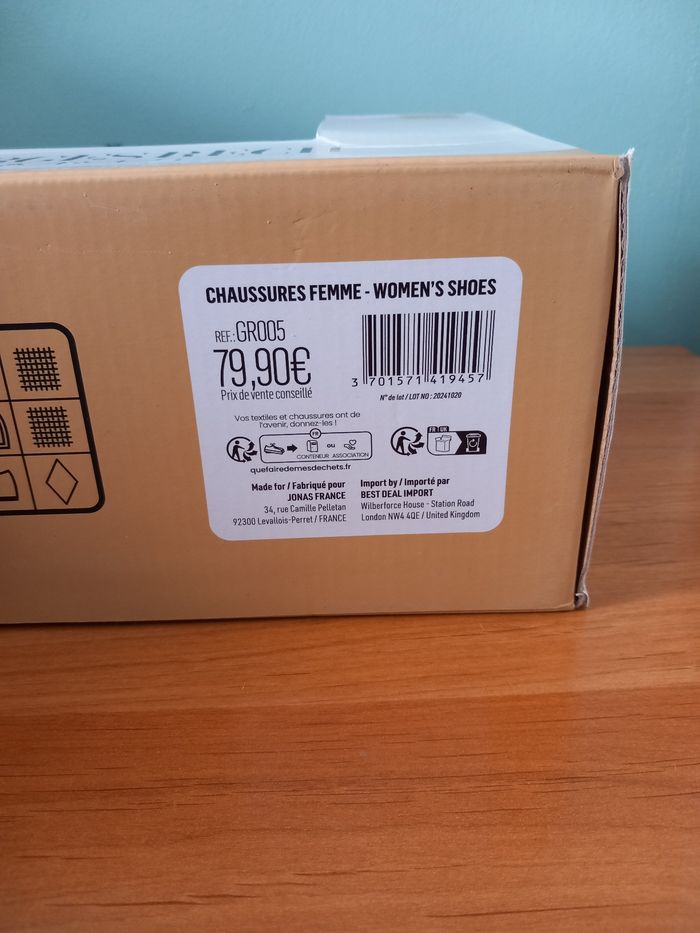 CHAUSSURES FEMME - WOMEN'S SHOES
REF.: GR005
79,90€
Prix de vente conseillé
3 701571 419457
N° de lot / LOT NO : 20241020
Vos textiles et chaussures ont de
l'avenir, donnez-les !
FR
OU
CONTENEUR ASSOCIATION
quefairedemesdechets.fr
FR | UK
Made for / Fabriqué pour
JONAS FRANCE
34, rue Camille Pelletan
92300 Levallois-Perret / FRANCE
Import by / Importé par
BEST DEAL IMPORT
Wilberforce House - Station Road
London NW4 4QE / United Kingdom